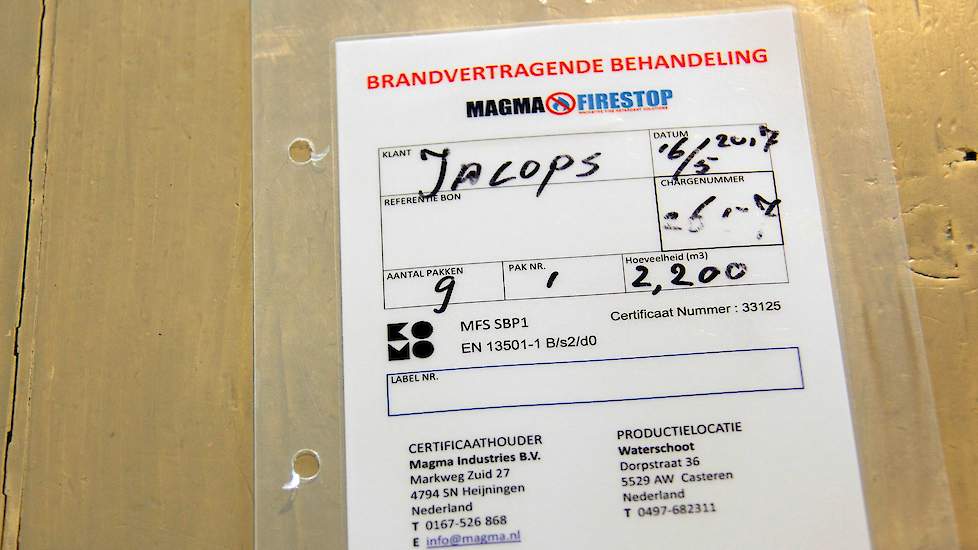 BRANDVERTRAGENDE BEHANDELING
MAGMA FIRESTOP
KLANT
Jacops
DATUM
16/5 2017
REFERENTIE BON
CHARGENUMMER
AANTAL PAKKEN
9
PAK NR.
1
Hoeveelheid (m3)
2,200
KOMO
MFS SBP1
EN 13501-1 B/s2/d0
Certificaat Nummer : 33125
LABEL NR.
CERTIFICAATHOUDER
Magma Industries B.V.
Markweg Zuid 27
4794 SN Heijningen
Nederland
T 0167-526 868
E info@magma.nl
PRODUCTIELOCATIE
Waterschoot
Dorpstraat 36
5529 AW Casteren
Nederland
T 0497-682311